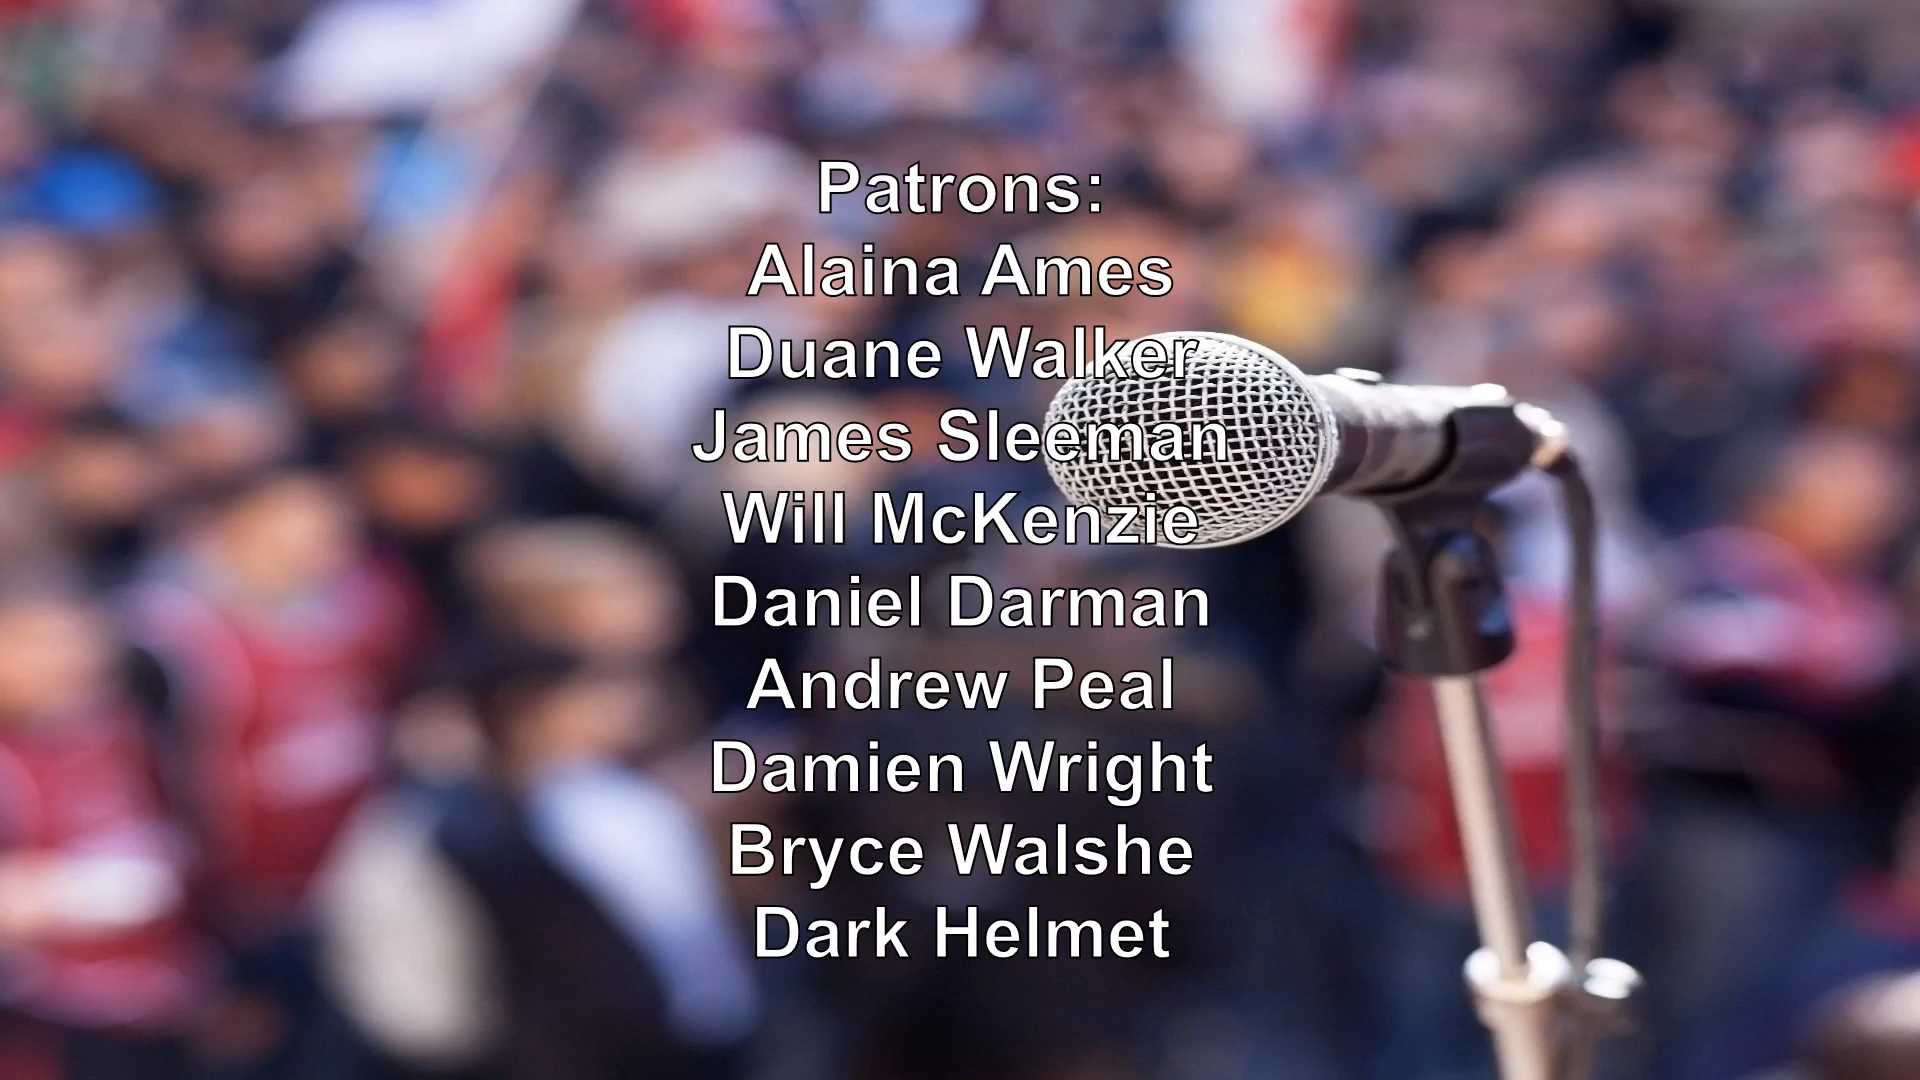 Patrons:
Alaina Ames
Duane Walker
James Sleeman
Will McKenzie
Daniel Darman
Andrew Peal
Damien Wright
Bryce Walshe
Dark Helmet